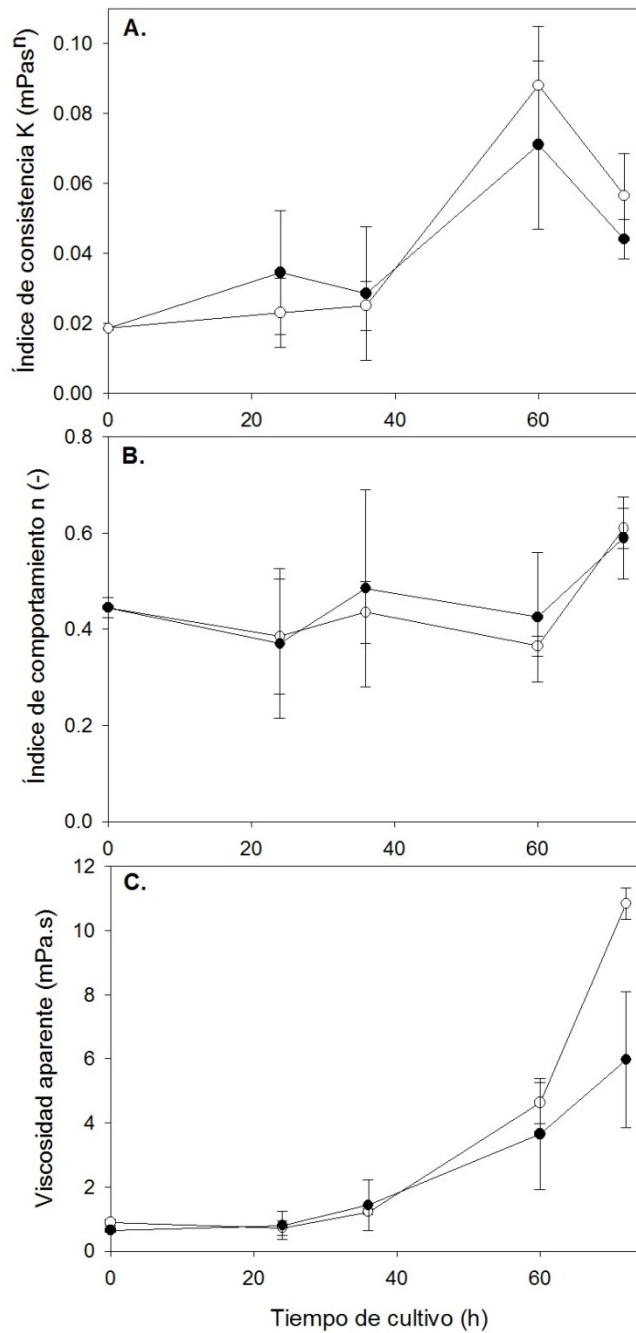 A.
Índice de consistencia K (mPasⁿ)
0.10
0.08
0.06
0.04
0.02
0.00
0 20 40 60
B.
Índice de comportamiento n (-)
0.8
0.6
0.4
0.2
0.0
0 20 40 60
C.
Viscosidad aparente (mPa.s)
12
10
8
6
4
2
0
0 20 40 60
Tiempo de cultivo (h)